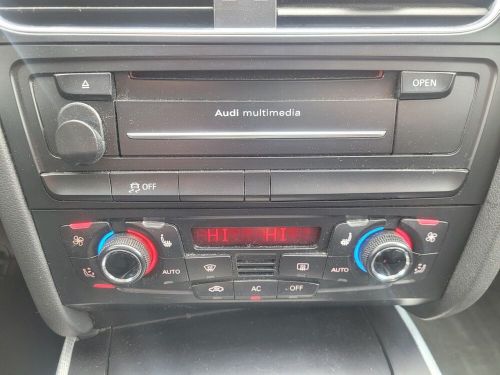 OPEN
Audi multimedia
OFF
HI HI
AUTO
AUTO
AC
OFF